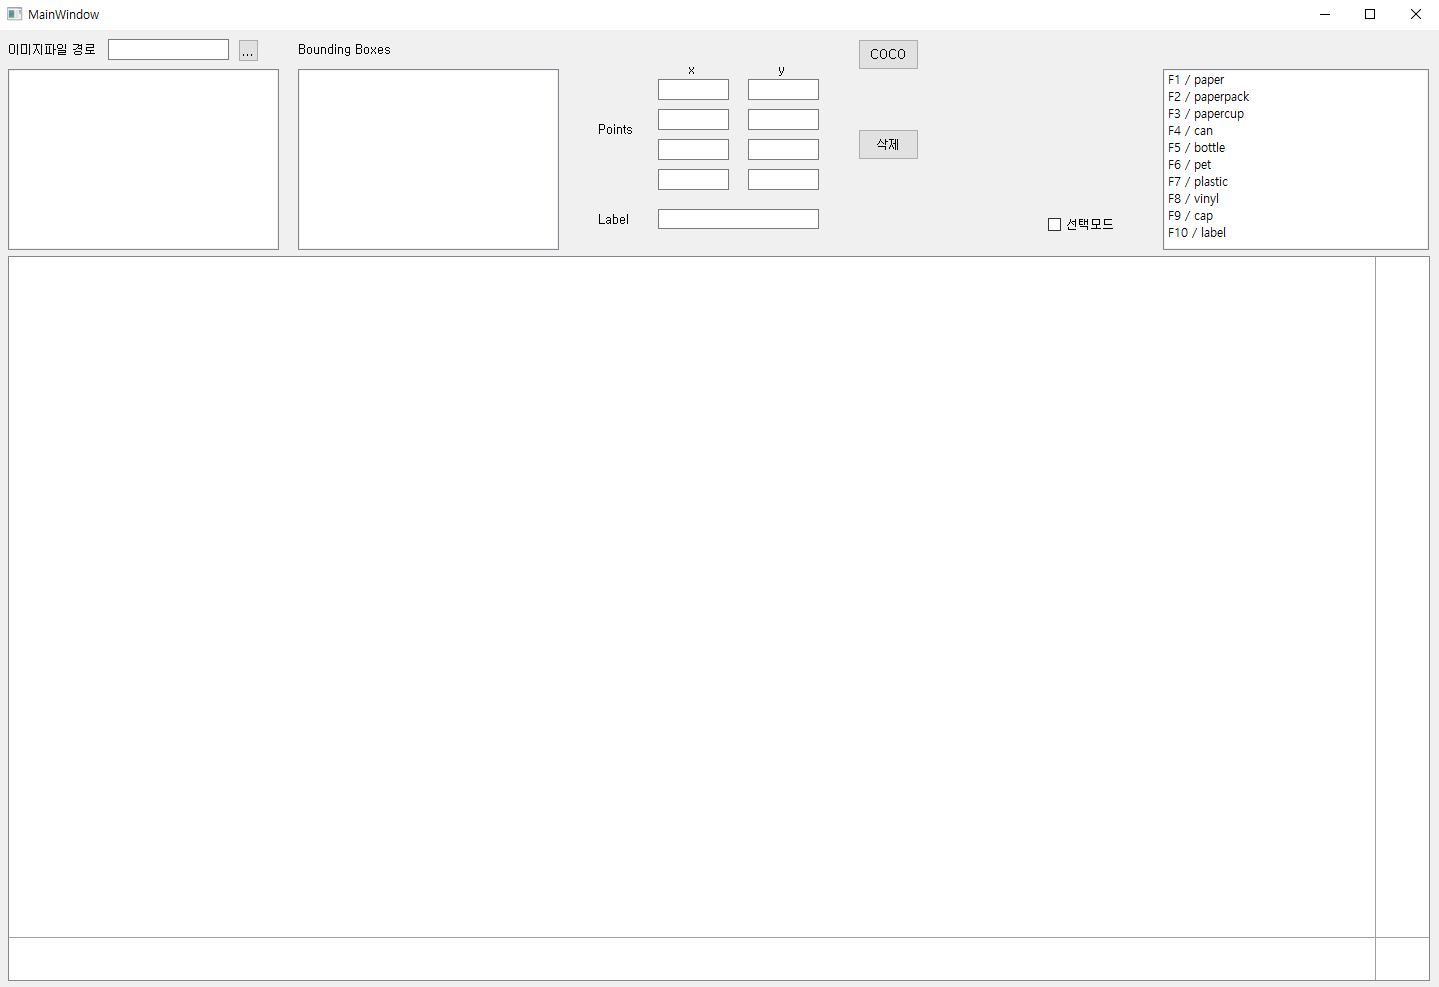 MainWindow
이미지파일 경로
...
Bounding Boxes
COCO
x y
Points
삭제
Label
선택모드
F1 / paper
F2 / paperpack
F3 / papercup
F4 / can
F5 / bottle
F6 / pet
F7 / plastic
F8 / vinyl
F9 / cap
F10 / label